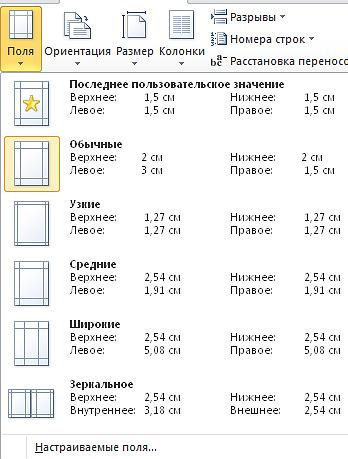 Поля Ориентация Размер Колонки
Разрывы
Номера строк
Расстановка переносо
Последнее пользовательское значение
Верхнее: 1,5 см Нижнее: 1,5 см
Левое: 1,5 см Правое: 1,5 см
Обычные
Верхнее: 2 см Нижнее: 2 см
Левое: 3 см Правое: 1,5 см
Узкие
Верхнее: 1,27 см Нижнее: 1,27 см
Левое: 1,27 см Правое: 1,27 см
Средние
Верхнее: 2,54 см Нижнее: 2,54 см
Левое: 1,91 см Правое: 1,91 см
Широкие
Верхнее: 2,54 см Нижнее: 2,54 см
Левое: 5,08 см Правое: 5,08 см
Зеркальное
Верхнее: 2,54 см Нижнее: 2,54 см
Внутреннее: 3,18 см Внешнее: 2,54 см
Настраиваемые поля...